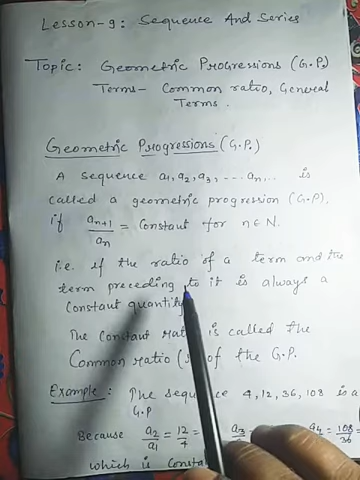 Lesson-9: Sequence And Series
Topic: Geometric Progressions (G.P.)
Terms- Common ratio, General
Terms.
Geometric Progressions (G.P.)
A sequence a₁, a₂, a₃, ... aₙ, ... is
called a geometric progression (G.P),
if aₙ₊₁/aₙ = Constant for n ∈ N.
i.e. if the ratio of a term and the
term preceding to it is always a
Constant quantity
The Constant is called the
Common ratio of the G.P.
Example: The sequence 4, 12, 36, 108 is a
G.P
Because a₂/a₁ = 12/4 = a₃ a₄ = 108/36 =
which is